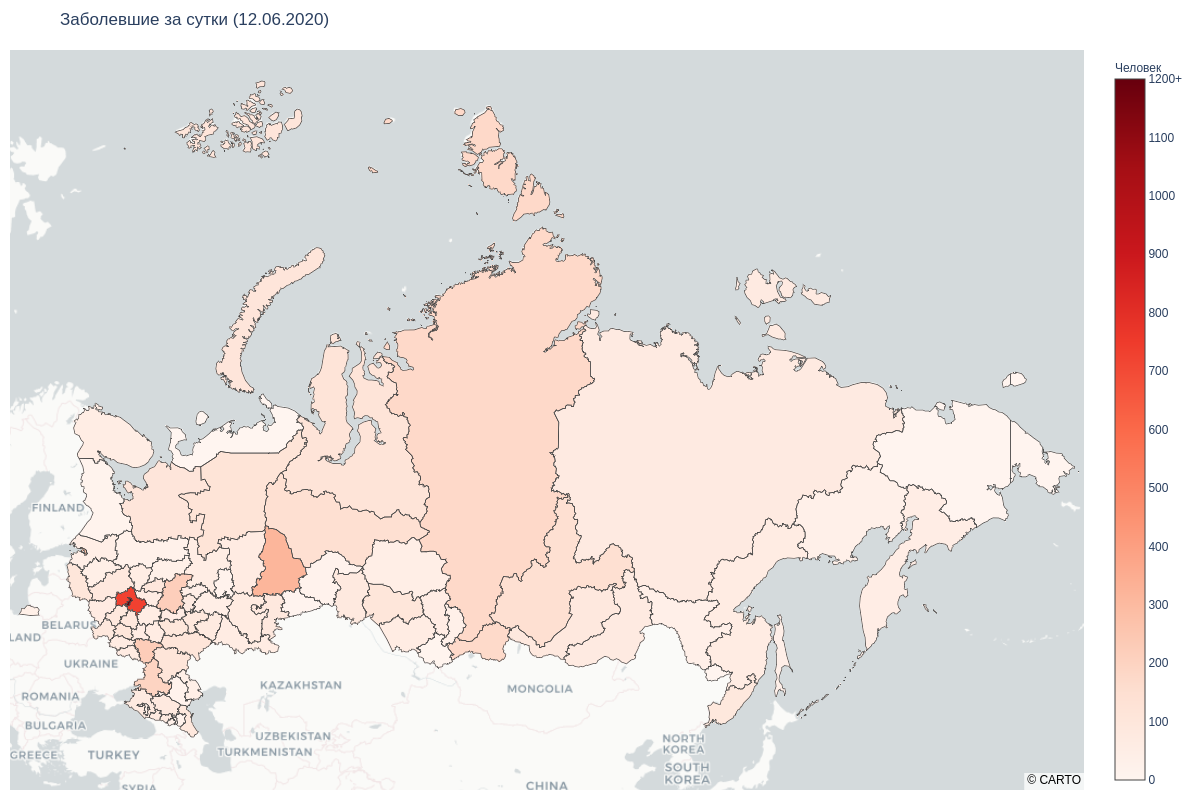 Заболевшие за сутки (12.06.2020)
Человек
1200+
1100
1000
900
800
700
600
500
400
300
200
100
0
FINLAND
BELARUS
LAND
UKRAINE
ROMANIA
BULGARIA
GREECE
TURKEY
SYRIA
KAZAKHSTAN
UZBEKISTAN
TURKMENISTAN
MONGOLIA
CHINA
NORTH
KOREA
SOUTH
KOREA
© CARTO